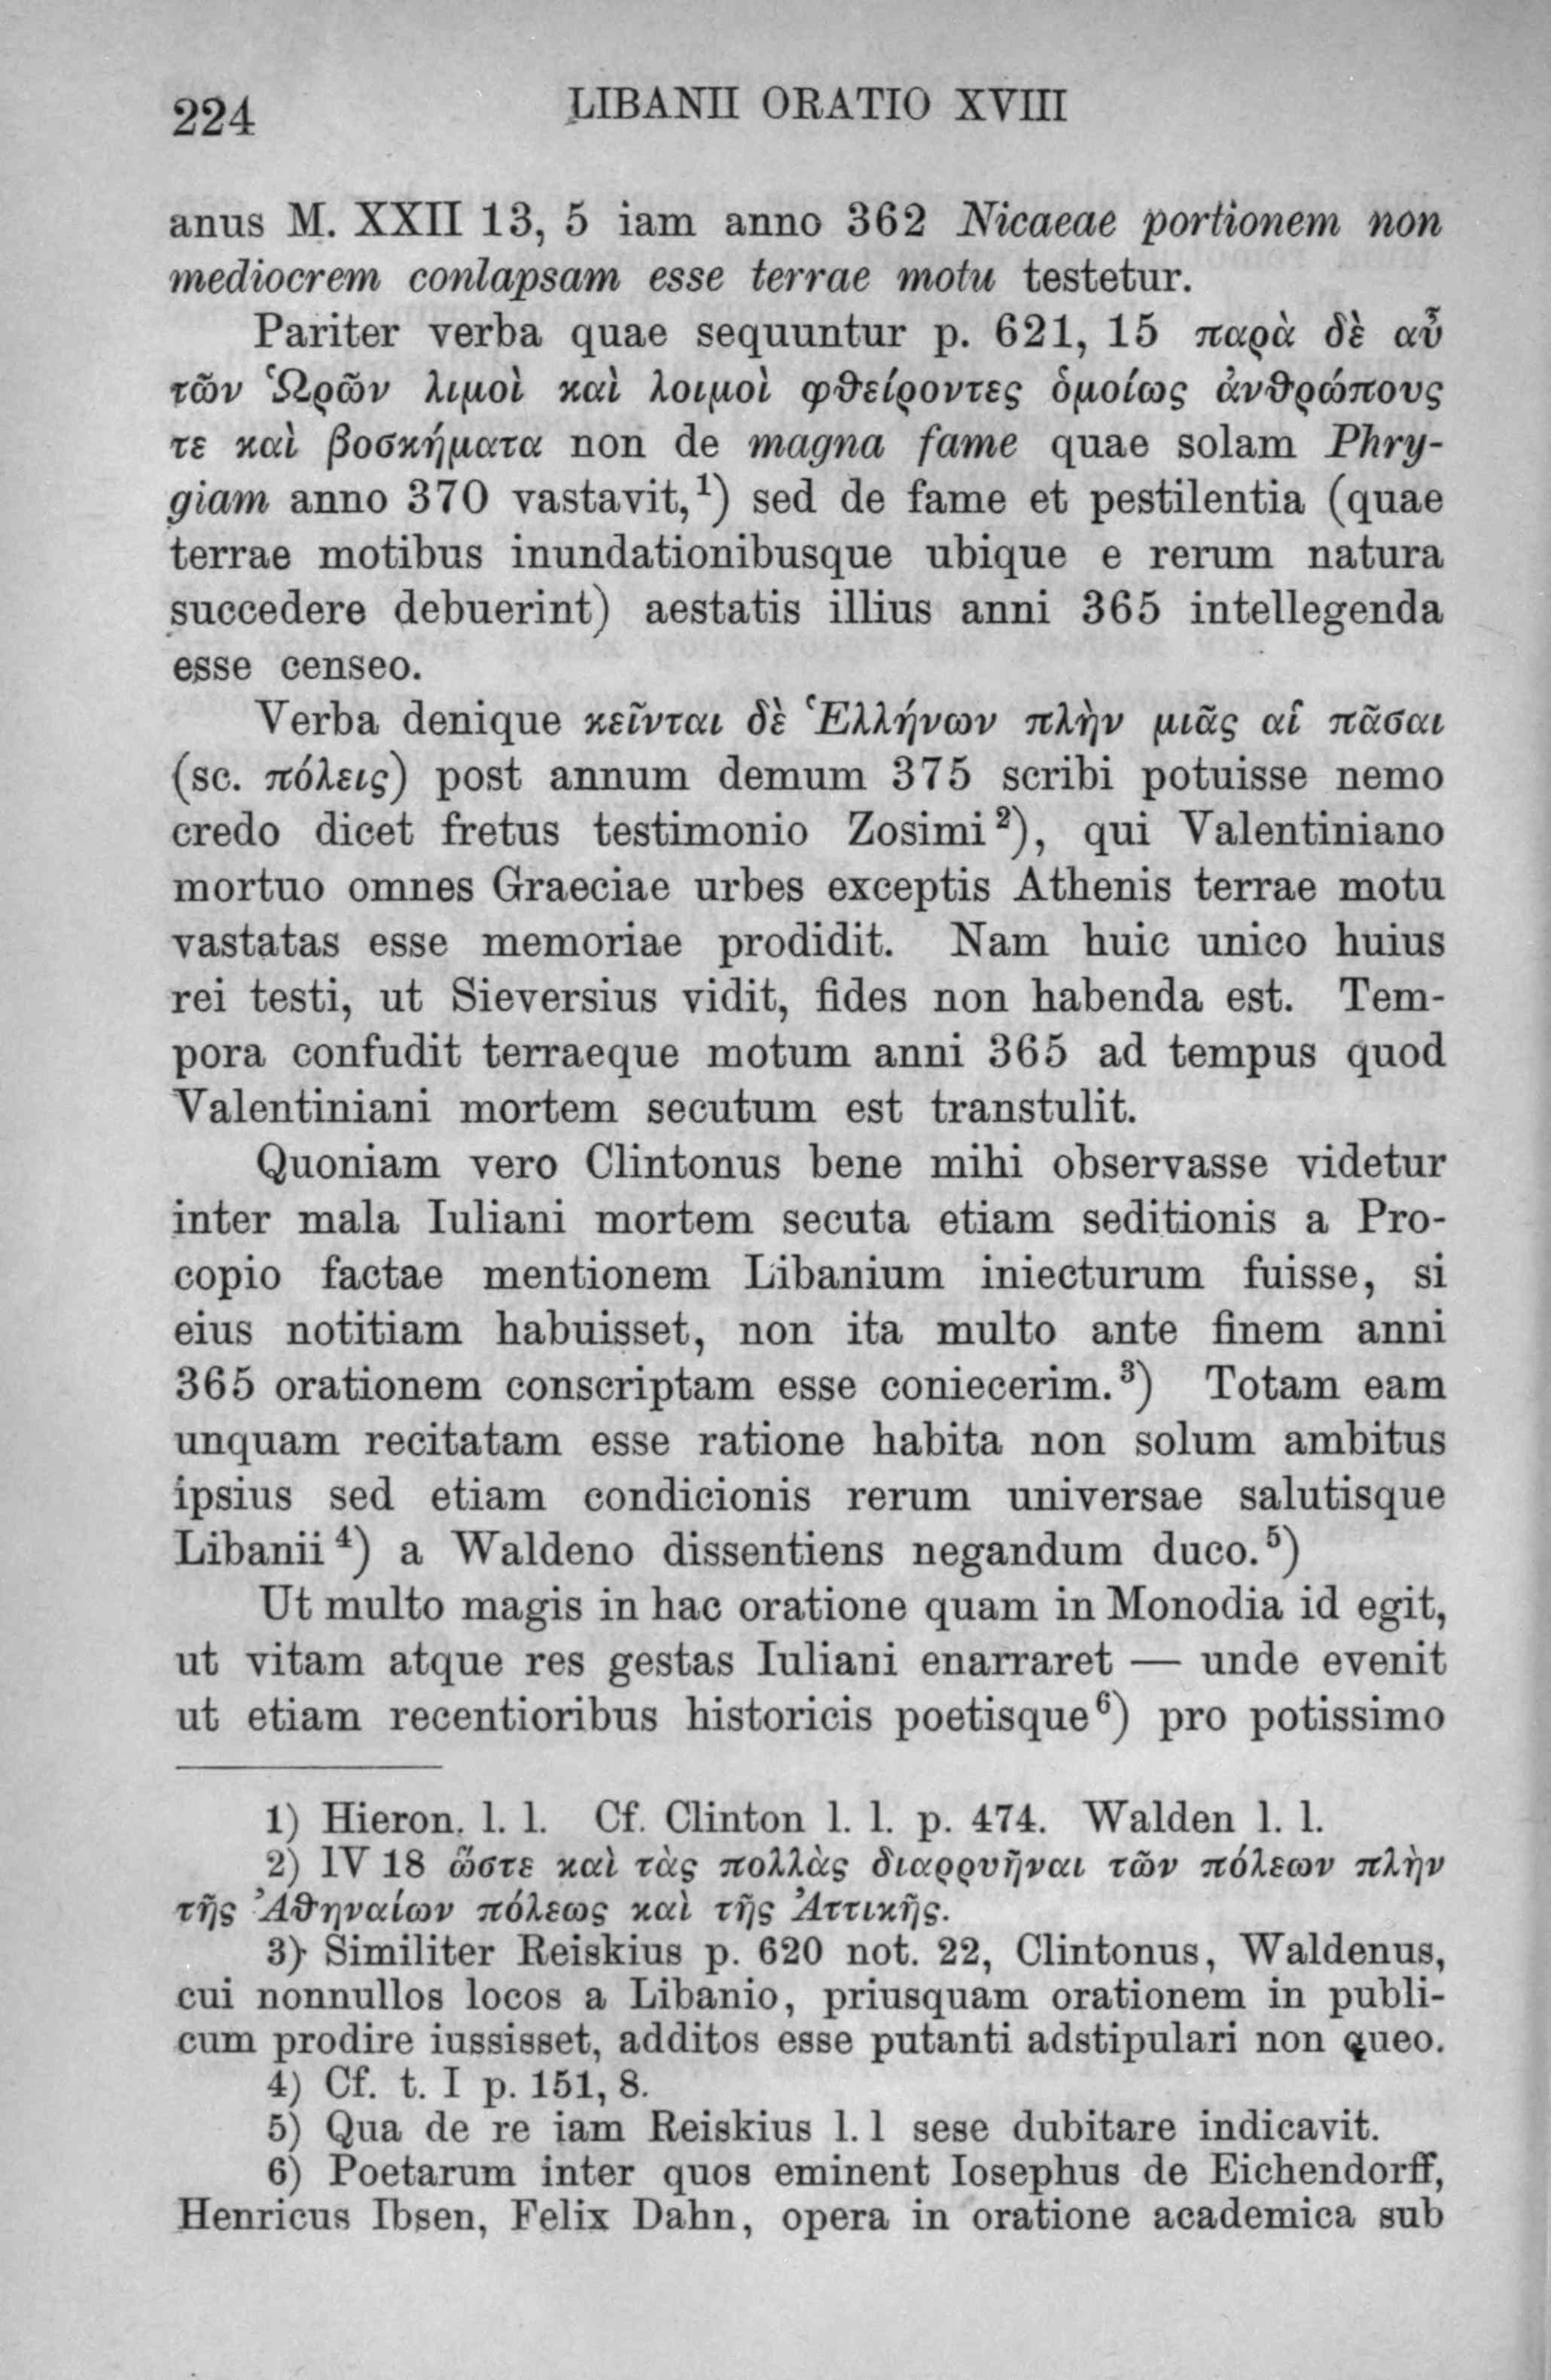 224
LIBANII ORATIO XVIII
anus M. XXII 13, 5 iam anno 362 Nicaeae portionem non
mediocrem conlapsam esse terrae motu testetur.
Pariter verba quae sequuntur p. 621, 15 παρὰ δὲ αὖ
τῶν Ὡρῶν λιμοὶ καὶ λοιμοὶ φθείροντες ὁμοίως ἀνθρώπους
τε καὶ βοσκήματα non de magna fame quae solam Phry-
giam anno 370 vastavit,¹) sed de fame et pestilentia (quae
terrae motibus inundationibusque ubique e rerum natura
succedere debuerint) aestatis illius anni 365 intellegenda
esse censeo.
Verba denique κεῖνται δὲ Ἑλλήνων πλὴν μιᾶς αἱ πᾶσαι
(sc. πόλεις) post annum demum 375 scribi potuisse nemo
credo dicet fretus testimonio Zosimi²), qui Valentiniano
mortuo omnes Graeciae urbes exceptis Athenis terrae motu
vastatas esse memoriae prodidit. Nam huic unico huius
rei testi, ut Sieversius vidit, fides non habenda est. Tem-
pora confudit terraeque motum anni 365 ad tempus quod
Valentiniani mortem secutum est transtulit.
Quoniam vero Clintonus bene mihi observasse videtur
inter mala Iuliani mortem secuta etiam seditionis a Pro-
copio factae mentionem Libanium iniecturum fuisse, si
eius notitiam habuisset, non ita multo ante finem anni
365 orationem conscriptam esse coniecerim.³) Totam eam
unquam recitatam esse ratione habita non solum ambitus
ipsius sed etiam condicionis rerum universae salutisque
Libanii⁴) a Waldeno dissentiens negandum duco.⁵)
Ut multo magis in hac oratione quam in Monodia id egit,
ut vitam atque res gestas Iuliani enarraret — unde evenit
ut etiam recentioribus historicis poetisque⁶) pro potissimo
1) Hieron. l. l. Cf. Clinton l. l. p. 474. Walden l. l.
2) IV 18 ὥστε καὶ τὰς πολλὰς διαρρυῆναι τῶν πόλεων πλὴν
τῆς Ἀθηναίων πόλεως καὶ τῆς Ἀττικῆς.
3) Similiter Reiskius p. 620 not. 22, Clintonus, Waldenus,
cui nonnullos locos a Libanio, priusquam orationem in publi-
cum prodire iussisset, additos esse putanti adstipulari non queo.
4) Cf. t. I p. 151, 8.
5) Qua de re iam Reiskius l. l sese dubitare indicavit.
6) Poetarum inter quos eminent Iosephus de Eichendorff,
Henricus Ibsen, Felix Dahn, opera in oratione academica sub